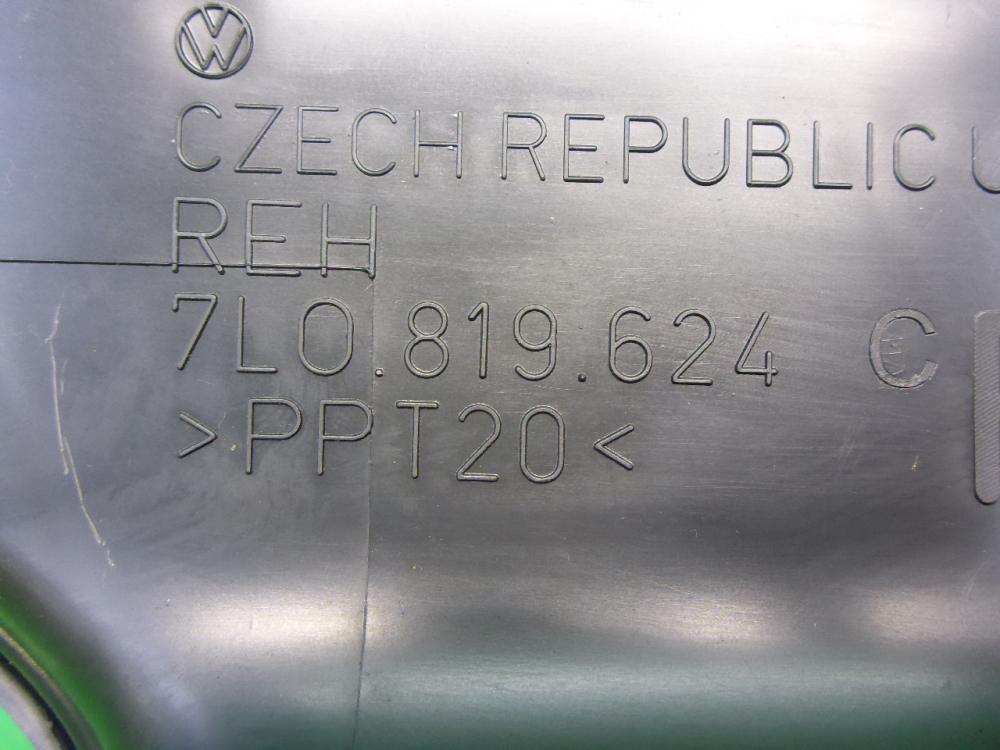 CZECH REPUBLIC
REH
7L0.819.624 C
>PPT20<